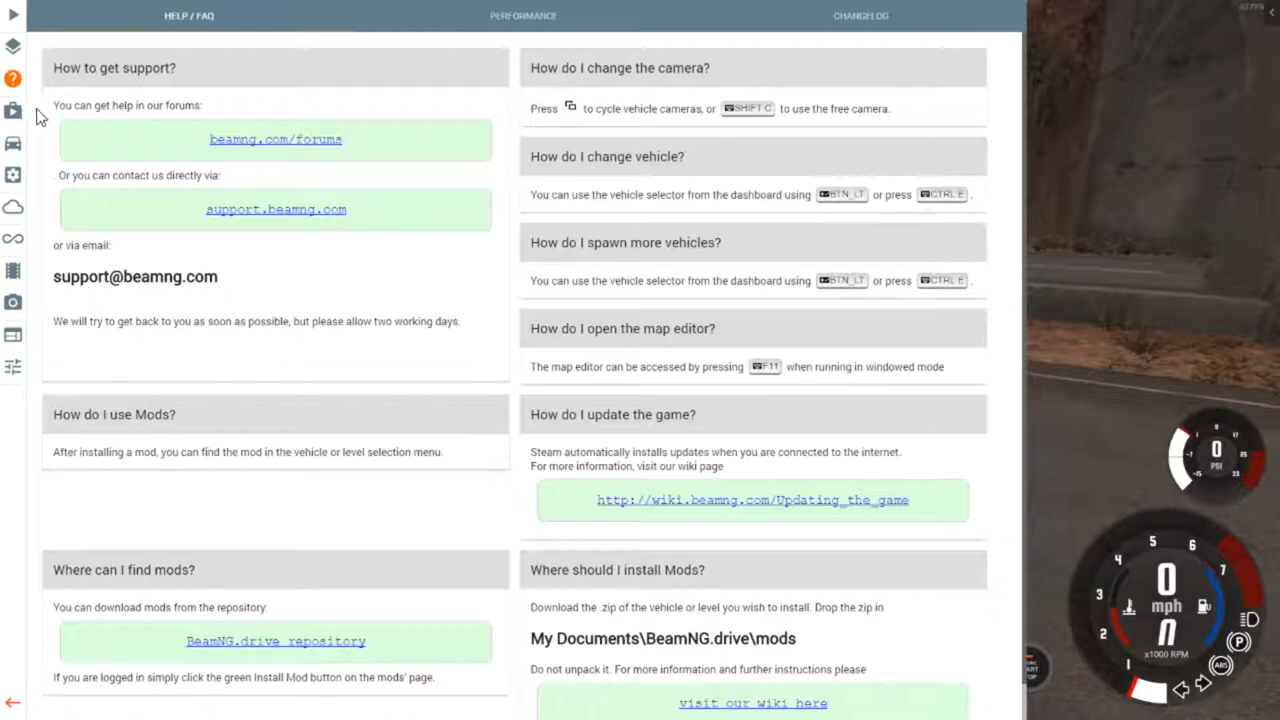 HELP / FAQ
PERFORMANCE
CHANGELOG
How to get support?
You can get help in our forums:
beamng.com/forums
. Or you can contact us directly via:
support.beamng.com
or via email:
support@beamng.com
We will try to get back to you as soon as possible, but please allow two working days.
How do I use Mods?
After installing a mod, you can find the mod in the vehicle or level selection menu.
Where can I find mods?
You can download mods from the repository:
BeamNG.drive repository
If you are logged in simply click the green Install Mod button on the mods' page.
How do I change the camera?
Press to cycle vehicle cameras, or SHIFT C to use the free camera.
How do I change vehicle?
You can use the vehicle selector from the dashboard using BTN_LT or press CTRL E .
How do I spawn more vehicles?
You can use the vehicle selector from the dashboard using BTN_LT or press CTRL E .
How do I open the map editor?
The map editor can be accessed by pressing F11 when running in windowed mode
How do I update the game?
Steam automatically installs updates when you are connected to the internet.
For more information, visit our wiki page
http://wiki.beamng.com/Updating_the_game
Where should I install Mods?
Download the .zip of the vehicle or level you wish to install. Drop the zip in
My Documents\BeamNG.drive\mods
Do not unpack it. For more information and further instructions please
visit our wiki here
0
PSI
1
2
3
4
5
6
7
0
mph
n
x1000 RPM
P
ABS